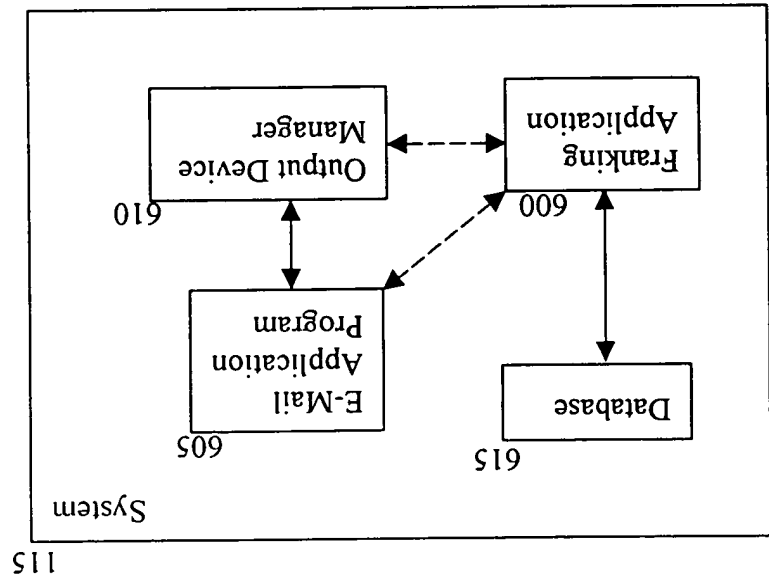 115
System
615
Database
605
E-Mail
Application
Program
600
Franking
Application
610
Output Device
Manager